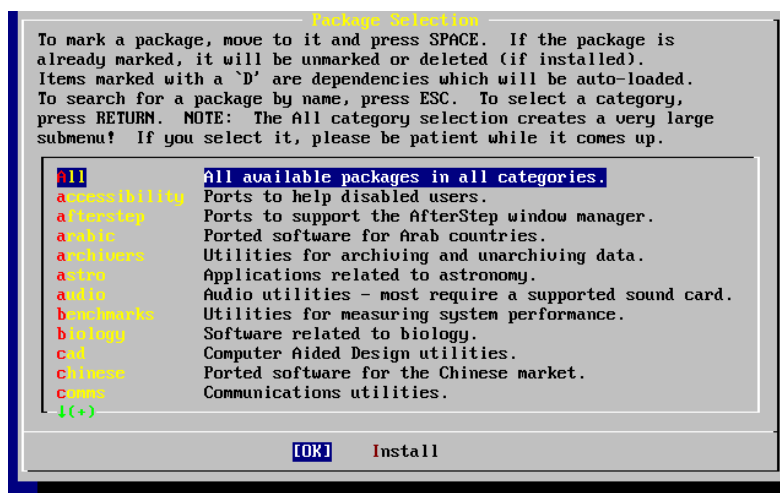 Package Selection
To mark a package, move to it and press SPACE.  If the package is
already marked, it will be unmarked or deleted (if installed).
Items marked with a `D' are dependencies which will be auto-loaded.
To search for a package by name, press ESC.  To select a category,
press RETURN.  NOTE:  The All category selection creates a very large
submenu!  If you select it, please be patient while it comes up.
All All available packages in all categories.
accessibility Ports to help disabled users.
afterstep Ports to support the AfterStep window manager.
arabic Ported software for Arab countries.
archivers Utilities for archiving and unarchiving data.
astro Applications related to astronomy.
audio Audio utilities - most require a supported sound card.
benchmarks Utilities for measuring system performance.
biology Software related to biology.
cad Computer Aided Design utilities.
chinese Ported software for the Chinese market.
comms Communications utilities.
↓(+)
[OK] Install